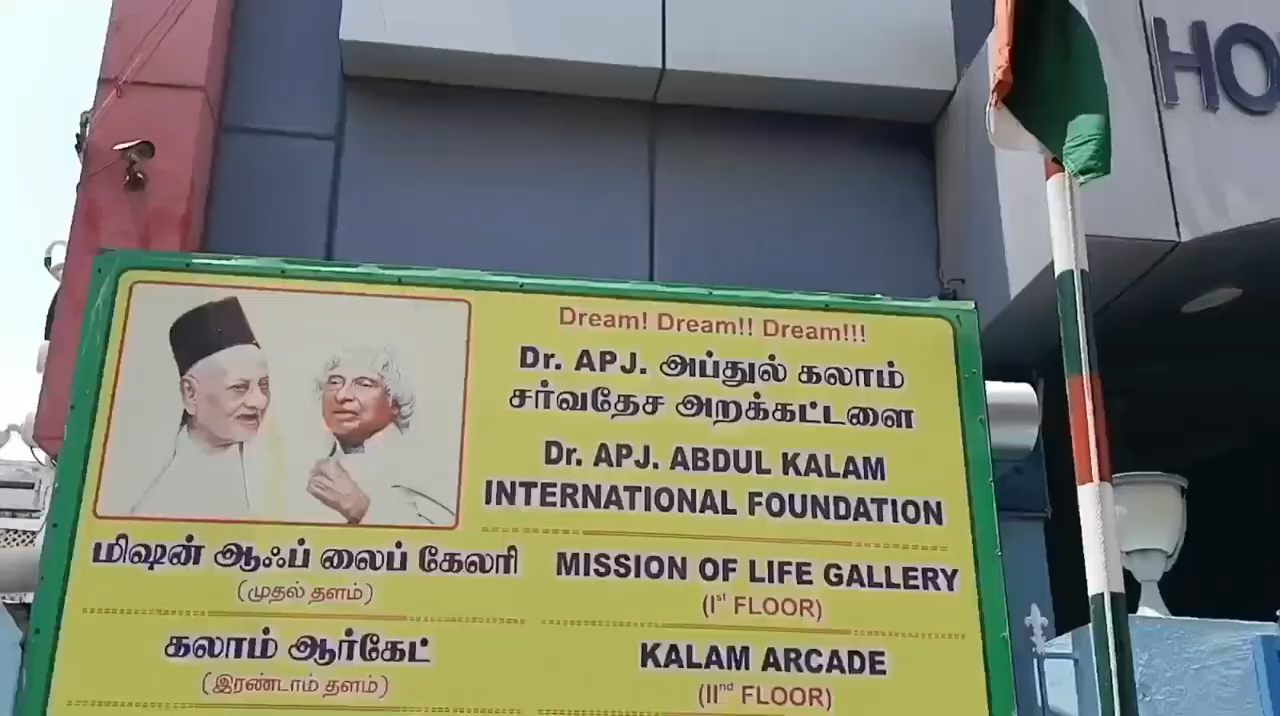 HO
Dream! Dream!! Dream!!!
Dr. APJ. அப்துல் கலாம்
சர்வதேச அறக்கட்டளை
Dr. APJ. ABDUL KALAM
INTERNATIONAL FOUNDATION
மிஷன் ஆஃப் லைப் கேலரி
(முதல் தளம்)
MISSION OF LIFE GALLERY
(Ist FLOOR)
கலாம் ஆர்கேட்
(இரண்டாம் தளம்)
KALAM ARCADE
(IInd FLOOR)